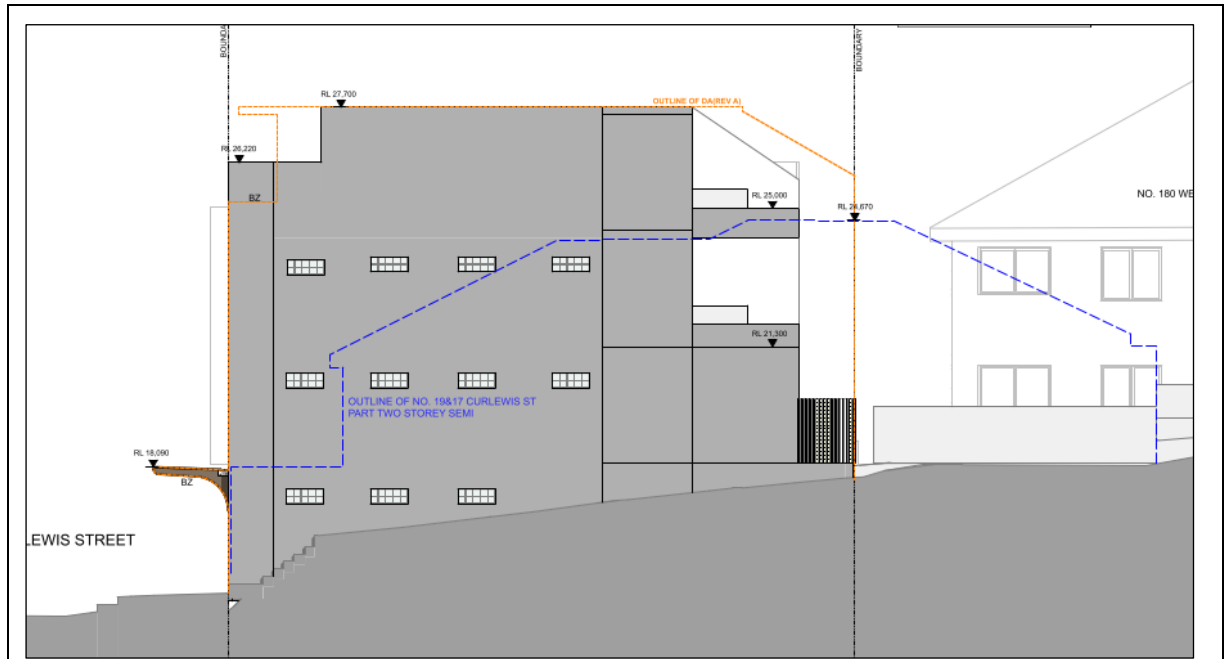 BOUNDA
BOUNDARY
RL 27,700
OUTLINE OF DA(REV A)
RL 26,220
BZ
RL 25,000
NO. 180 WE
RL 24,670
RL 21,300
OUTLINE OF NO. 19&17 CURLEWIS ST
PART TWO STOREY SEMI
RL 18,090
BZ
LEWIS STREET